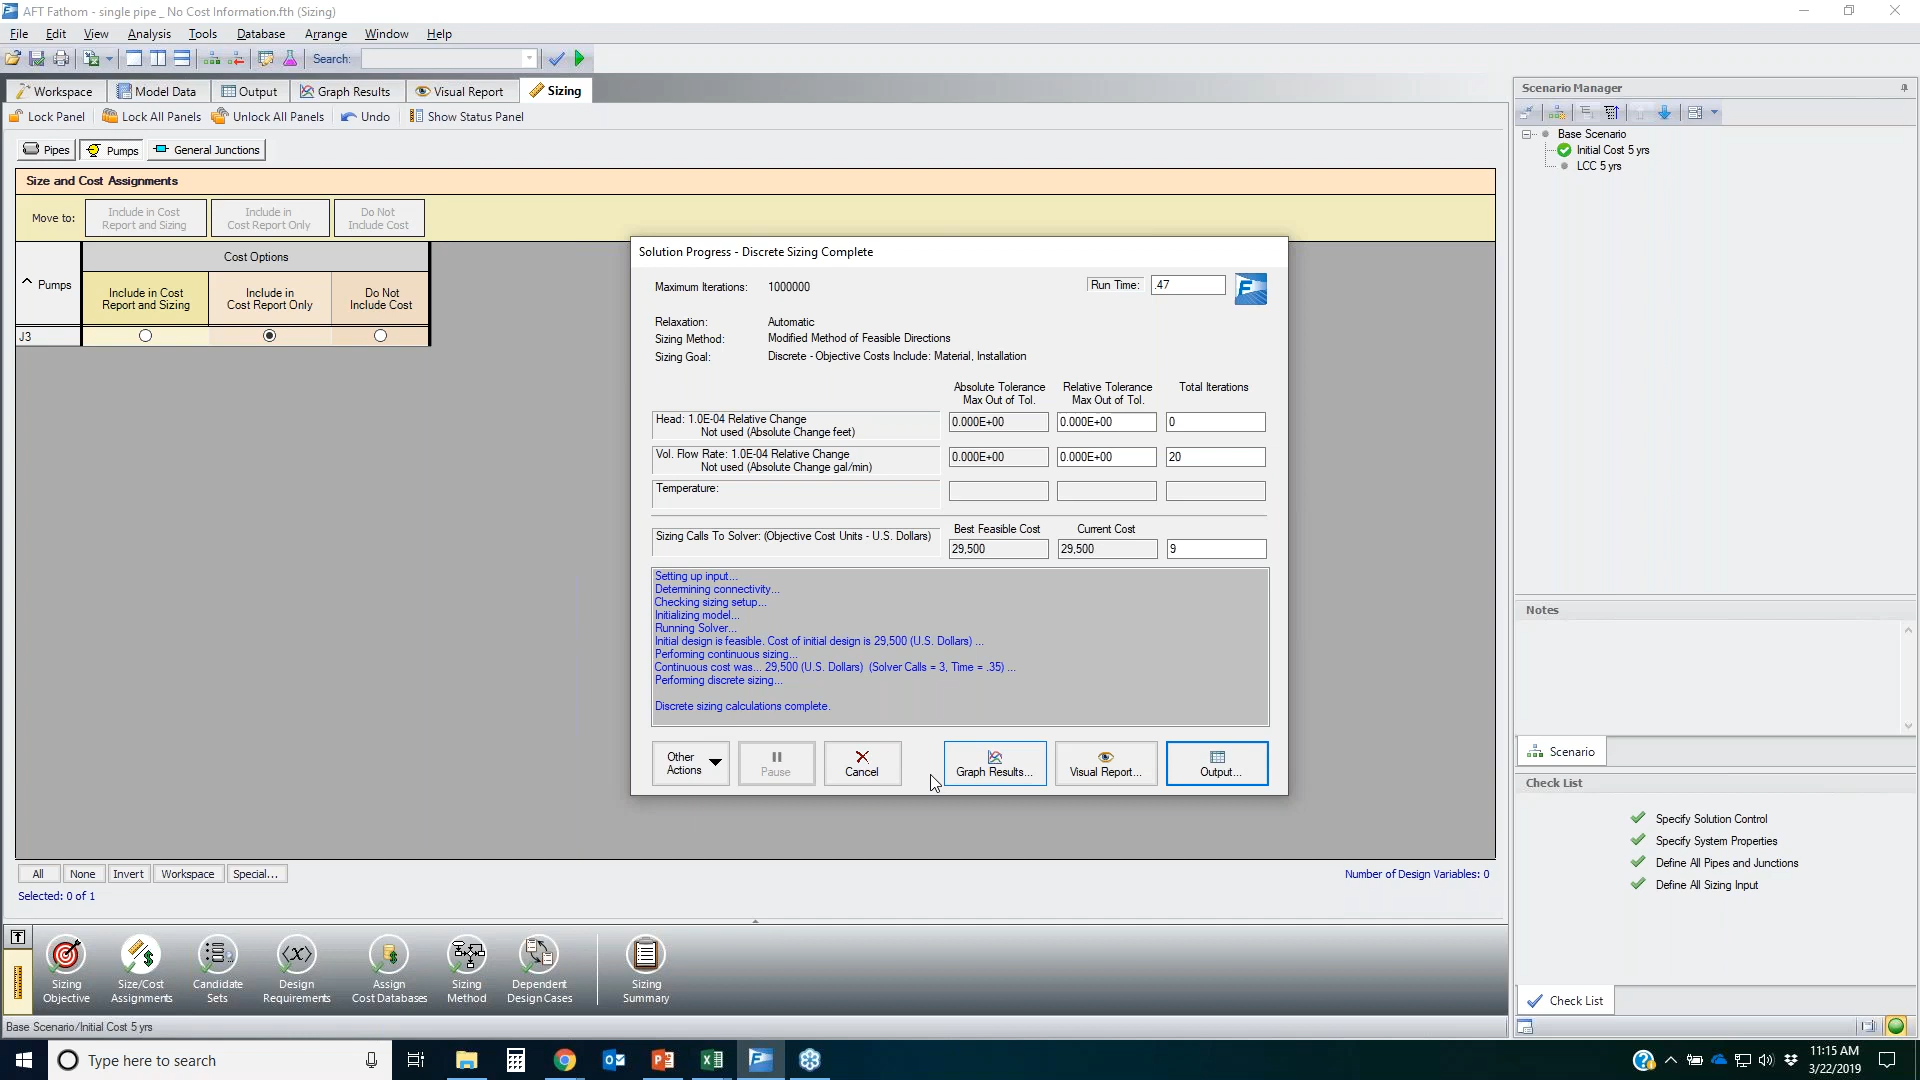 AFT Fathom - single pipe _ No Cost Information.fth (Sizing)
File Edit View Analysis Tools Database Arrange Window Help
Search:
Workspace Model Data Output Graph Results Visual Report Sizing
Lock Panel Lock All Panels Unlock All Panels Undo Show Status Panel
Pipes Pumps General Junctions
Size and Cost Assignments
Move to:
Include in Cost
Report and Sizing
Include in
Cost Report Only
Do Not
Include Cost
Pumps
Cost Options
Include in Cost
Report and Sizing
Include in
Cost Report Only
Do Not
Include Cost
J3
Solution Progress - Discrete Sizing Complete
Maximum Iterations: 1000000
Run Time: .47
Relaxation: Automatic
Sizing Method: Modified Method of Feasible Directions
Sizing Goal: Discrete - Objective Costs Include: Material, Installation
Absolute Tolerance
Max Out of Tol.
Relative Tolerance
Max Out of Tol.
Total Iterations
Head: 1.0E-04 Relative Change
Not used (Absolute Change feet)
0.000E+00 0.000E+00 0
Vol. Flow Rate: 1.0E-04 Relative Change
Not used (Absolute Change gal/min)
0.000E+00 0.000E+00 20
Temperature:
Best Feasible Cost Current Cost
Sizing Calls To Solver: (Objective Cost Units - U.S. Dollars)
29,500 29,500 9
Setting up input...
Determining connectivity...
Checking sizing setup...
Initializing model...
Running Solver...
Initial design is feasible. Cost of initial design is 29,500 (U.S. Dollars) ...
Performing continuous sizing...
Continuous cost was... 29,500 (U.S. Dollars) (Solver Calls = 3, Time = .35) ...
Performing discrete sizing...
Discrete sizing calculations complete.
Other
Actions
Pause
Cancel
Graph Results...
Visual Report...
Output...
All None Invert Workspace Special...
Number of Design Variables: 0
Selected: 0 of 1
Sizing
Objective
Size/Cost
Assignments
Candidate
Sets
Design
Requirements
Assign
Cost Databases
Sizing
Method
Dependent
Design Cases
Sizing
Summary
Base Scenario/Initial Cost 5 yrs
Scenario Manager
Base Scenario
Initial Cost 5 yrs
LCC 5 yrs
Notes
Scenario
Check List
Specify Solution Control
Specify System Properties
Define All Pipes and Junctions
Define All Sizing Input
Check List
Type here to search
11:15 AM
3/22/2019